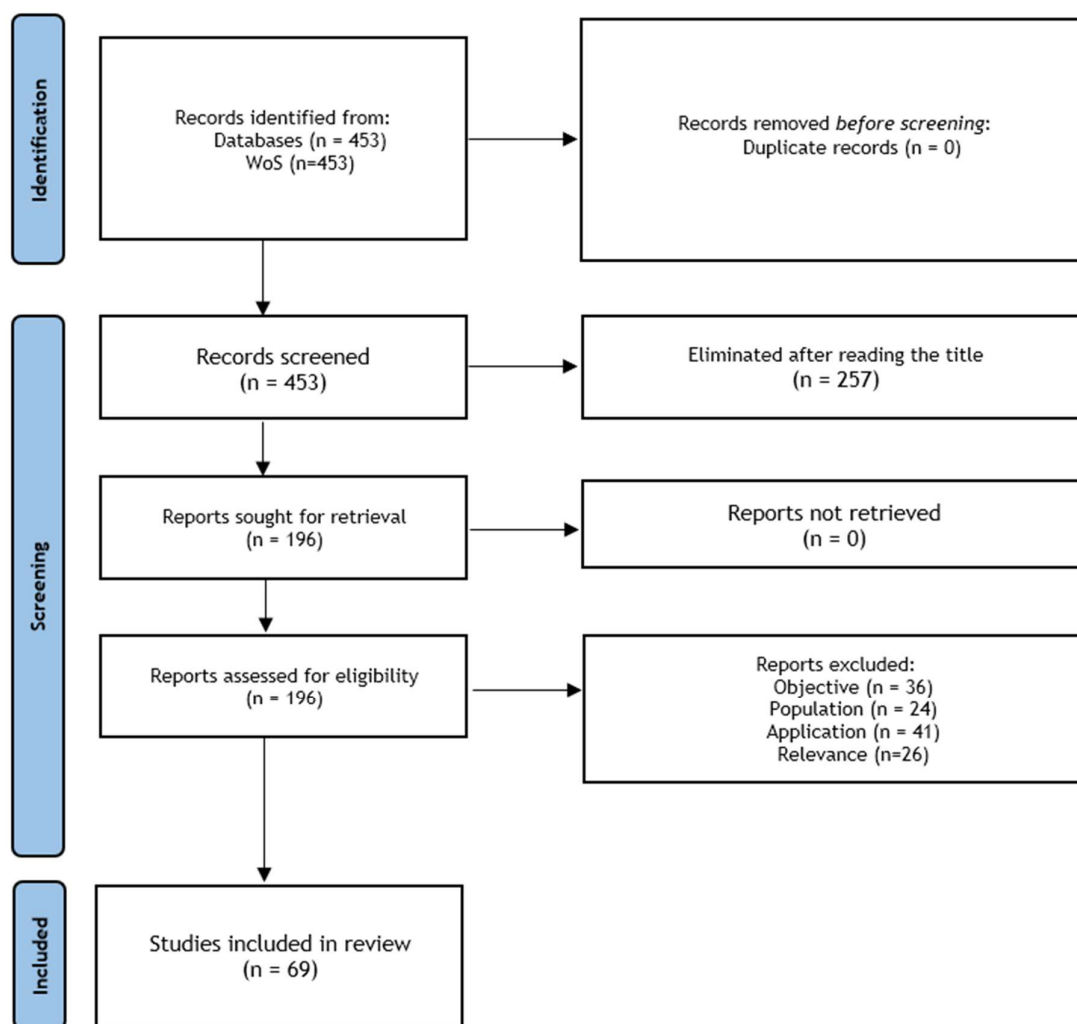 Identification
Records identified from:
Databases (n = 453)
WoS (n=453)
Records removed before screening:
Duplicate records (n = 0)
Screening
Records screened
(n = 453)
Eliminated after reading the title
(n = 257)
Reports sought for retrieval
(n = 196)
Reports not retrieved
(n = 0)
Reports assessed for eligibility
(n = 196)
Reports excluded:
Objective (n = 36)
Population (n = 24)
Application (n = 41)
Relevance (n=26)
Included
Studies included in review
(n = 69)